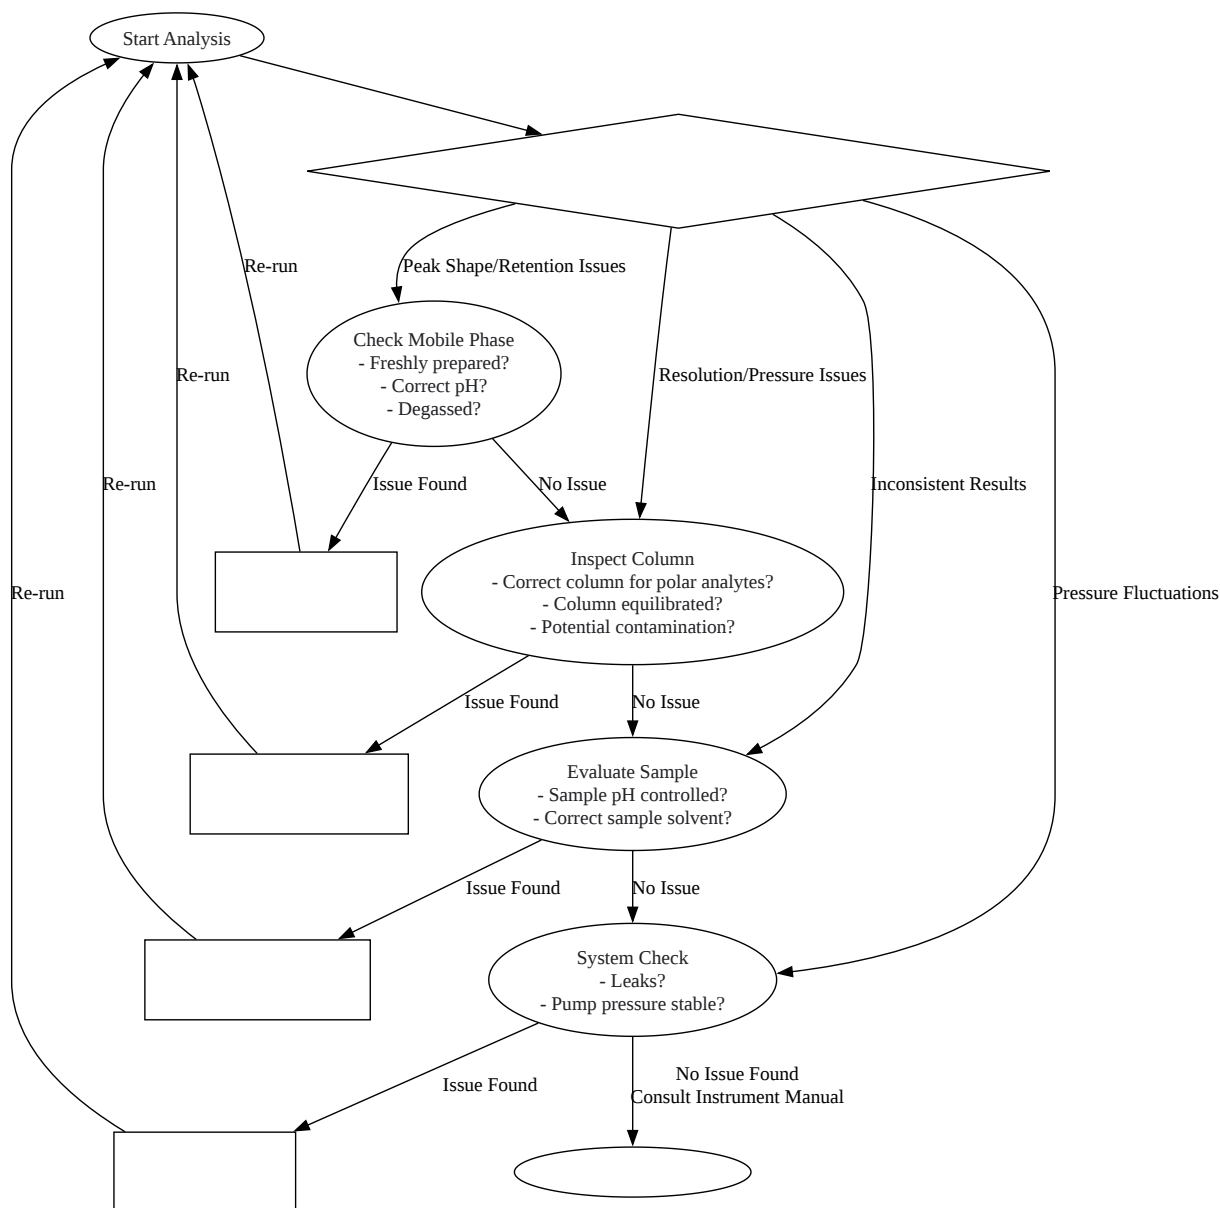 Start Analysis
Re-run
Peak Shape/Retention Issues
Check Mobile Phase
- Freshly prepared?
- Correct pH?
- Degassed?
Re-run
Resolution/Pressure Issues
Re-run
Issue Found
No Issue
Inconsistent Results
Inspect Column
- Correct column for polar analytes?
- Column equilibrated?
- Potential contamination?
Re-run
Pressure Fluctuations
Issue Found
No Issue
Evaluate Sample
- Sample pH controlled?
- Correct sample solvent?
Issue Found
No Issue
System Check
- Leaks?
- Pump pressure stable?
Issue Found
No Issue Found
Consult Instrument Manual